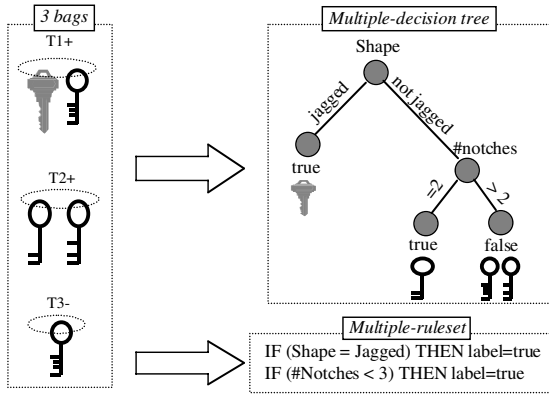 3 bags
T1+
T2+
T3-
Multiple-decision tree
Shape
jagged
not jagged
#notches
true
=2
> 2
true
false
Multiple-ruleset
IF (Shape = Jagged) THEN label=true
IF (#Notches < 3) THEN label=true